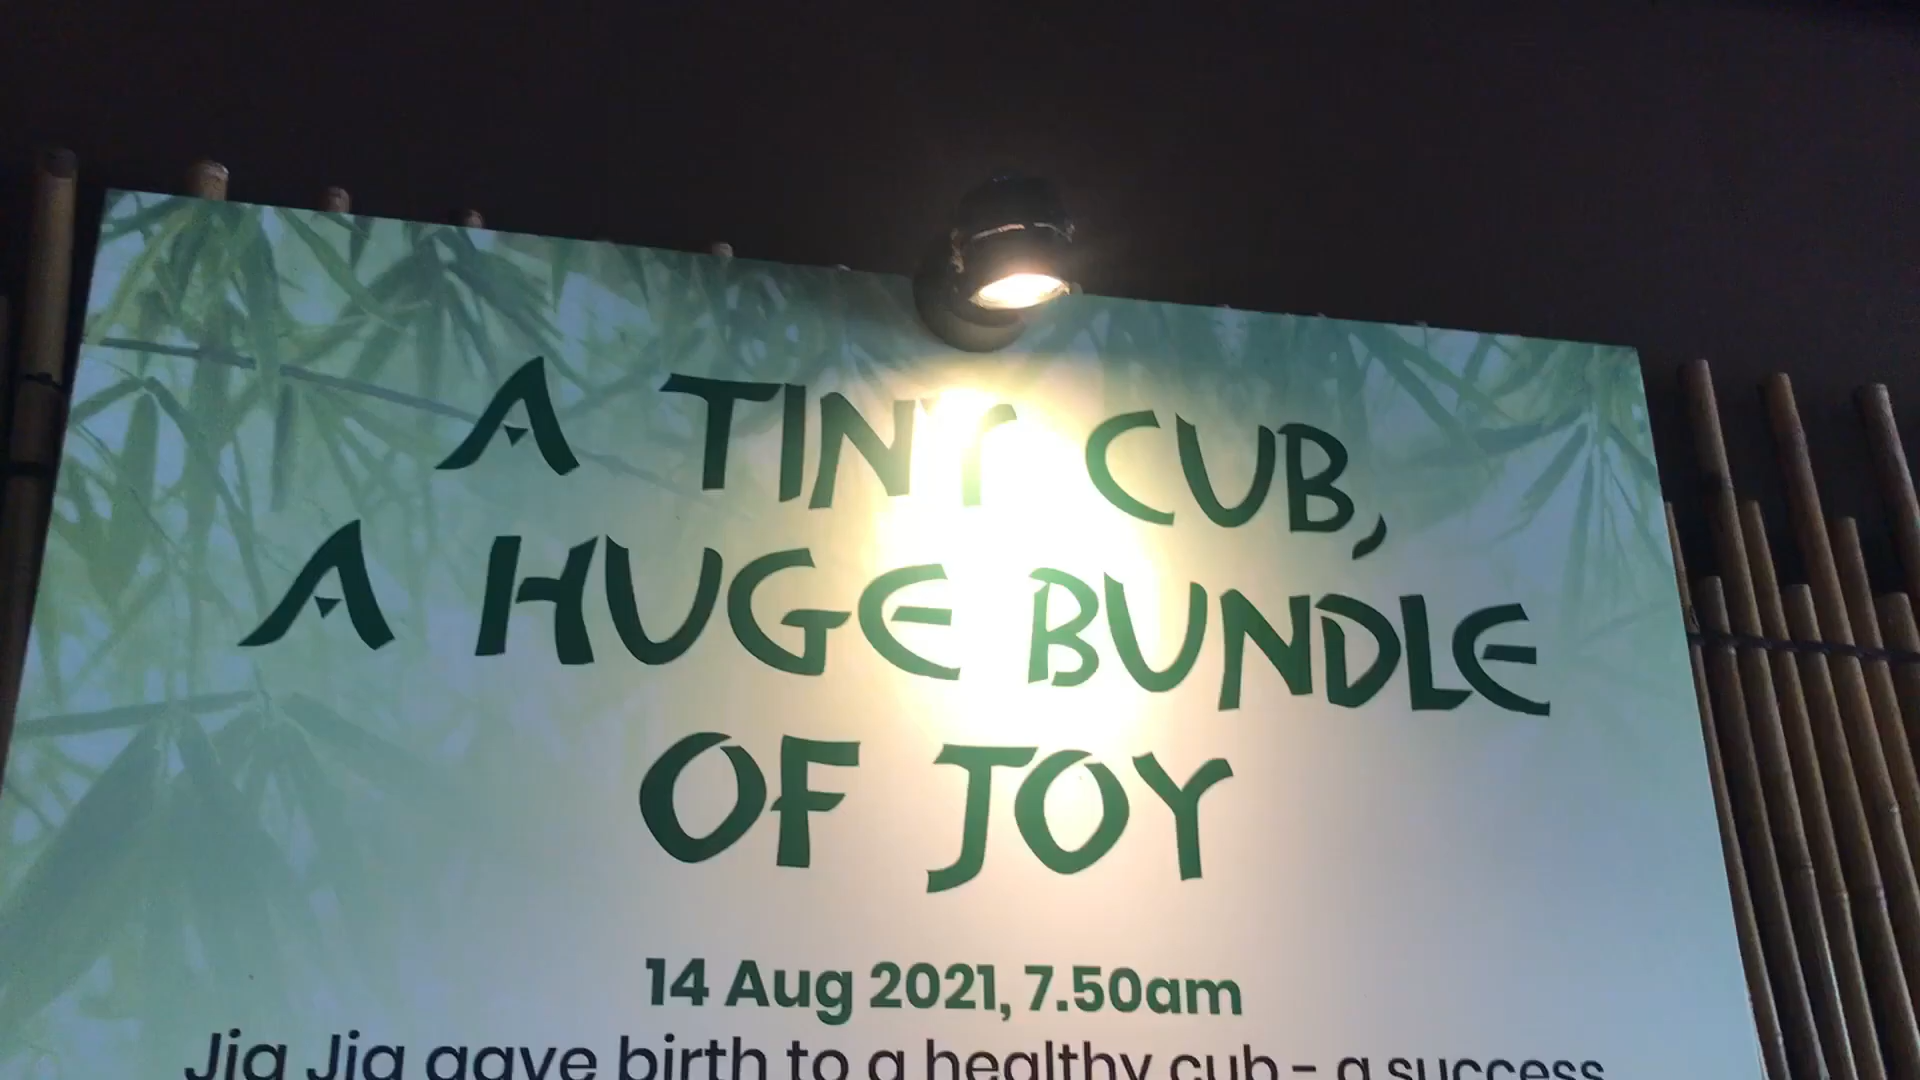 A TINY CUB,
A HUGE BUNDLE
OF JOY
14 Aug 2021, 7.50am
Jia Jia gave birth to a healthy cub - a success